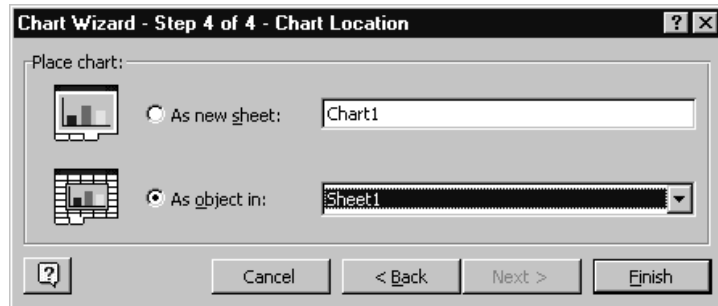 Chart Wizard - Step 4 of 4 - Chart Location
Place chart:
As new sheet: Chart1
As object in: Sheet1
Cancel < Back Next > Finish